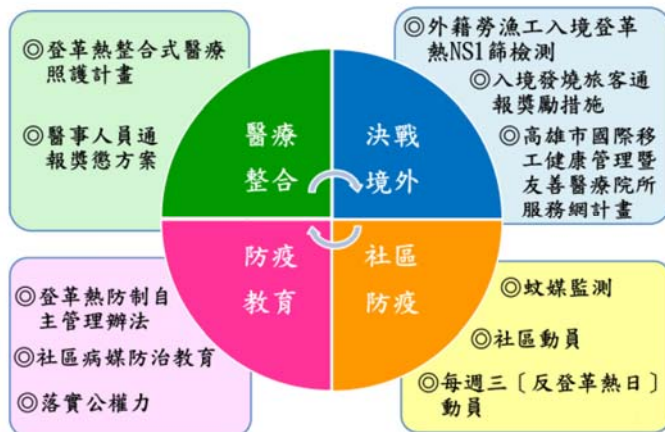 ◎登革熱整合式醫療
照護計畫
◎醫事人員通
報獎懲方案
◎外籍勞漁工入境登革
熱NS1篩檢測
◎入境發燒旅客通
報獎勵措施
◎高雄市國際移
工健康管理暨
友善醫療院所
服務網計畫
醫療
整合
決戰
境外
防疫
教育
社區
防疫
◎登革熱防制自
主管理辦法
◎社區病媒防治教育
◎落實公權力
◎蚊媒監測
◎社區動員
◎每週三〔反登革熱日〕
動員